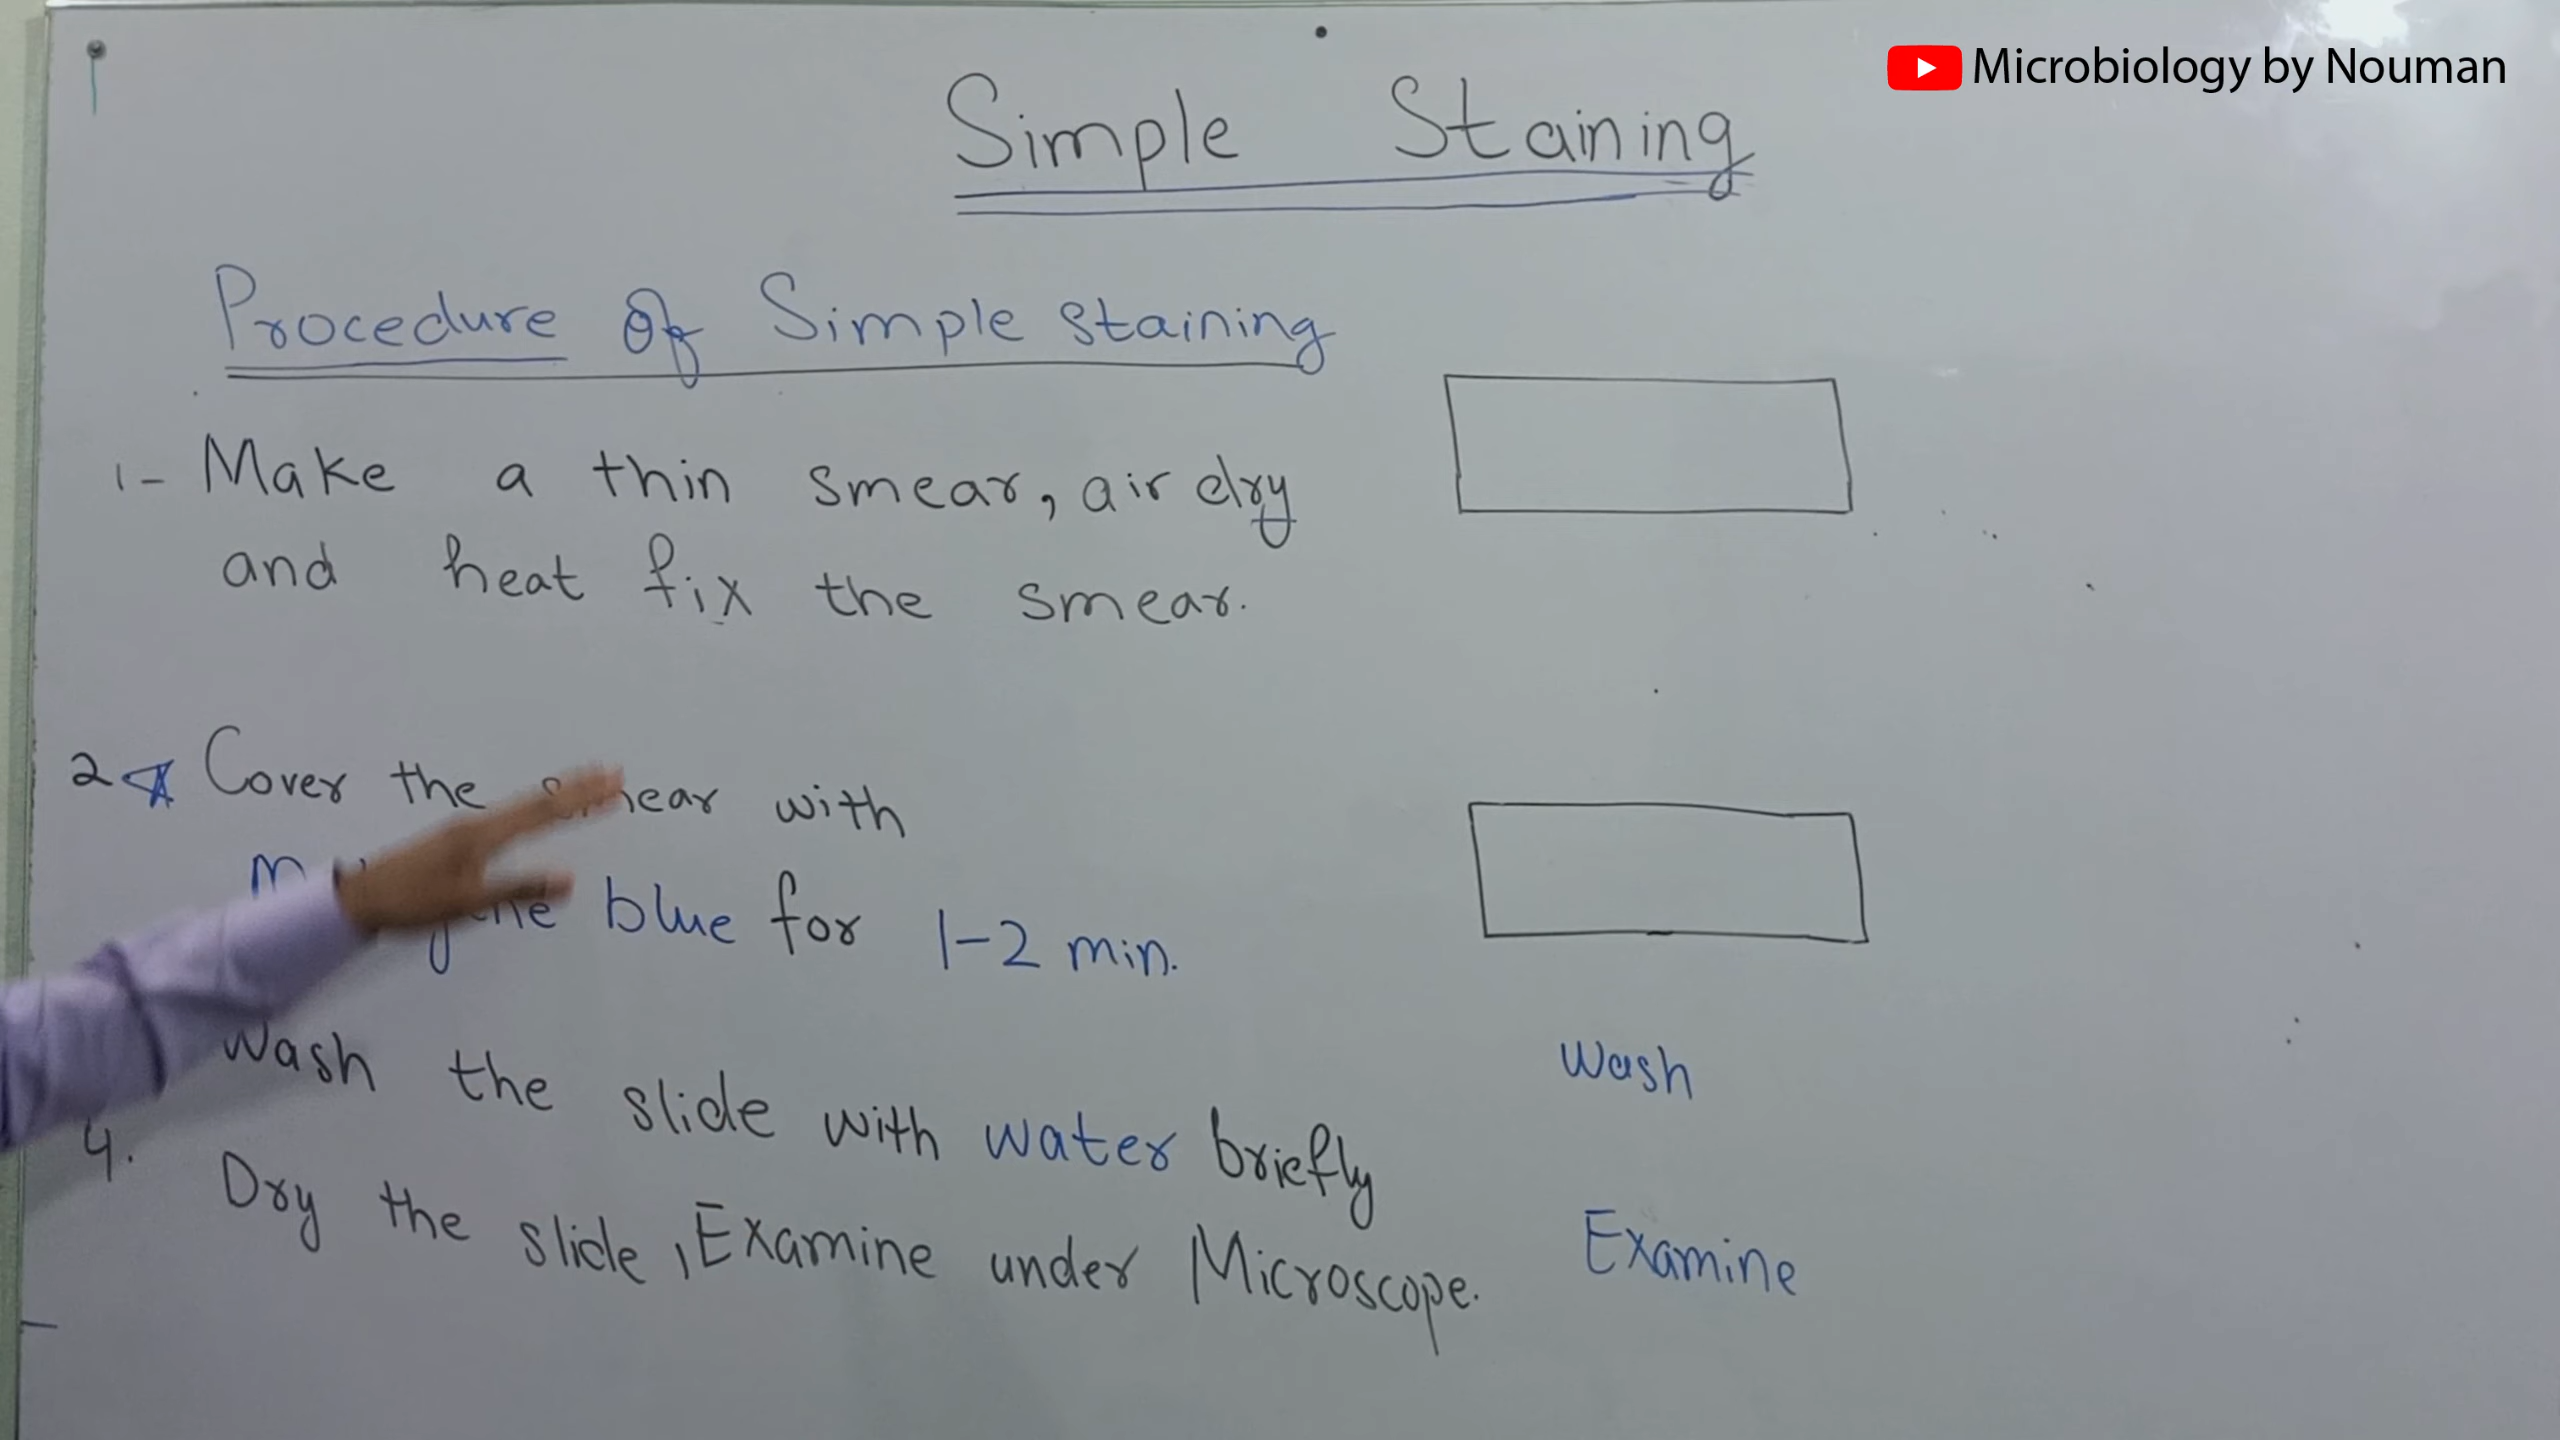 Microbiology by Nouman
Simple Staining
Procedure Of Simple staining
1- Make a thin smear, air dry
and heat fix the smear.
2 Cover the smear with
blue for 1-2 min.
Wash the slide with water briefly
Wash
4. Dry the slide, Examine under Microscope.
Examine